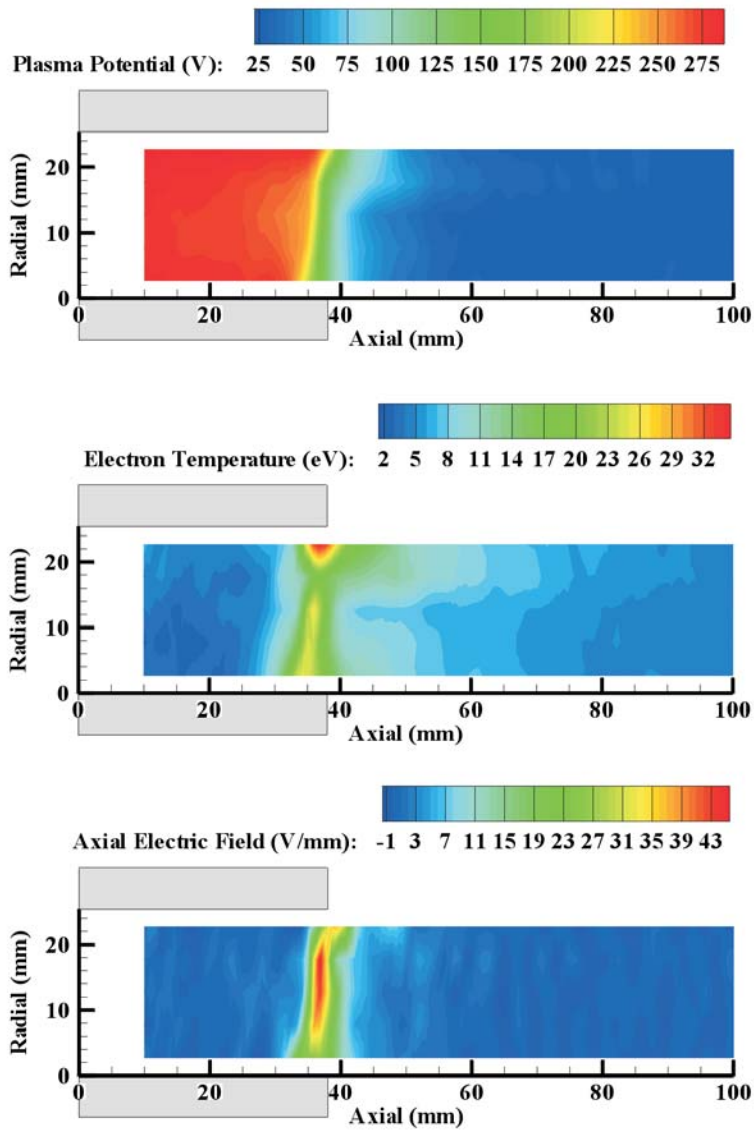 Plasma Potential (V): 25 50 75 100 125 150 175 200 225 250 275
20
10
0
Radial (mm)
0 20 40 60 80 100
Axial (mm)
Electron Temperature (eV): 2 5 8 11 14 17 20 23 26 29 32
20
10
0
Radial (mm)
0 20 40 60 80 100
Axial (mm)
Axial Electric Field (V/mm): -1 3 7 11 15 19 23 27 31 35 39 43
20
10
0
Radial (mm)
0 20 40 60 80 100
Axial (mm)